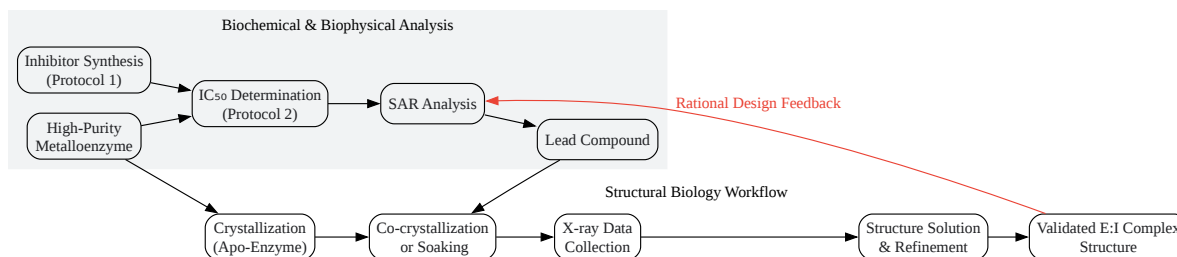 Biochemical & Biophysical Analysis
Inhibitor Synthesis
(Protocol 1)
IC₅₀ Determination
(Protocol 2)
SAR Analysis
Rational Design Feedback
High-Purity
Metalloenzyme
Lead Compound
Structural Biology Workflow
Crystallization
(Apo-Enzyme)
Co-crystallization
or Soaking
X-ray Data
Collection
Structure Solution
& Refinement
Validated E:I Complex
Structure